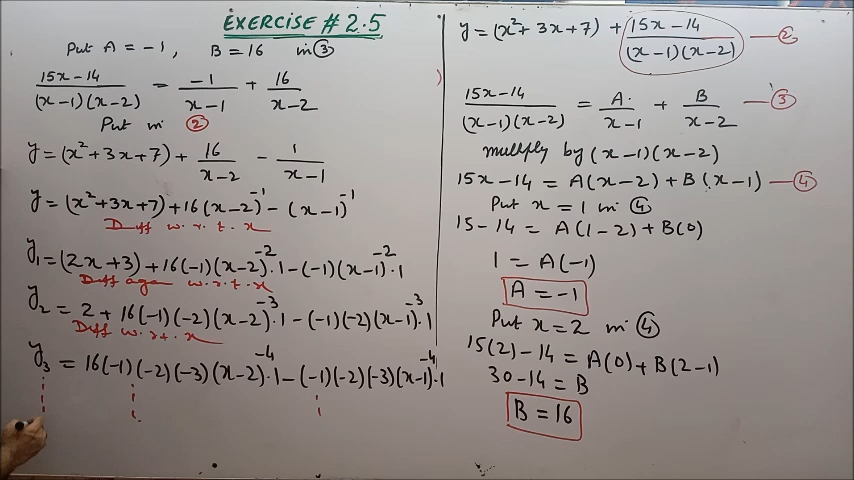 EXERCISE # 2.5
Put A = -1, B = 16 in ③
15x-14/(x-1)(x-2) = -1/x-1 + 16/x-2
Put in ②
y = (x²+3x+7) + 16/x-2 - 1/x-1
y = (x²+3x+7)+16(x-2)⁻¹ - (x-1)⁻¹
Diff w.r.t.x
y₁ = (2x+3)+16(-1)(x-2)⁻²·1-(-1)(x-1)⁻²·1
Diff again w.r.t.x
y₂ = 2+16(-1)(-2)(x-2)⁻³·1-(-1)(-2)(x-1)⁻³·1
Diff w.r.t.x
y₃ = 16(-1)(-2)(-3)(x-2)⁻⁴·1-(-1)(-2)(-3)(x-1)⁻⁴·1
y = (x²+3x+7) + 15x-14/(x-1)(x-2) — ②
15x-14/(x-1)(x-2) = A/x-1 + B/x-2 — ③
multiply by (x-1)(x-2)
15x-14 = A(x-2)+B(x-1) — ④
Put x=1 in ④
15-14 = A(1-2)+B(0)
1 = A(-1)
A = -1
Put x=2 in ④
15(2)-14 = A(0)+B(2-1)
30-14 = B
B = 16